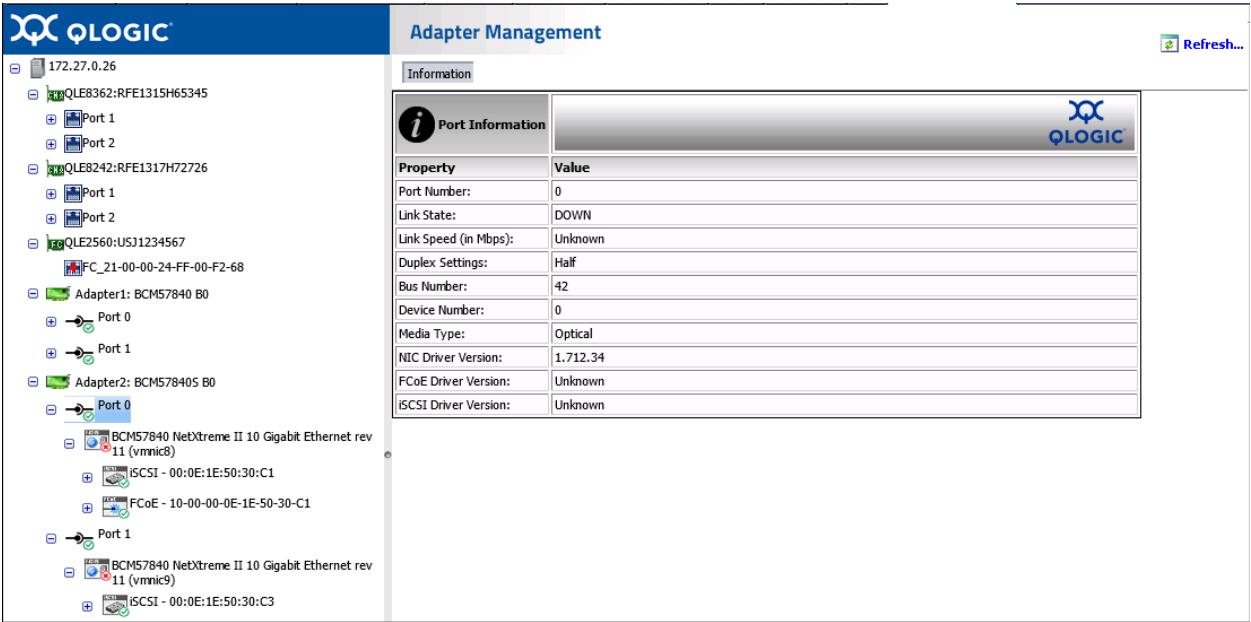 QLOGIC
172.27.0.26
QLE8362:RFE1315H65345
Port 1
Port 2
QLE8242:RFE1317H72726
Port 1
Port 2
QLE2560:USJ1234567
FC_21-00-00-24-FF-00-F2-68
Adapter1: BCM57840 B0
Port 0
Port 1
Adapter2: BCM57840S B0
Port 0
BCM57840 NetXtreme II 10 Gigabit Ethernet rev
11 (vmnic8)
iSCSI - 00:0E:1E:50:30:C1
FCoE - 10-00-00-0E-1E-50-30-C1
Port 1
BCM57840 NetXtreme II 10 Gigabit Ethernet rev
11 (vmnic9)
iSCSI - 00:0E:1E:50:30:C3
Adapter Management
Refresh...
Information
Port Information
QLOGIC
Property Value
Port Number: 0
Link State: DOWN
Link Speed (in Mbps): Unknown
Duplex Settings: Half
Bus Number: 42
Device Number: 0
Media Type: Optical
NIC Driver Version: 1.712.34
FCoE Driver Version: Unknown
iSCSI Driver Version: Unknown